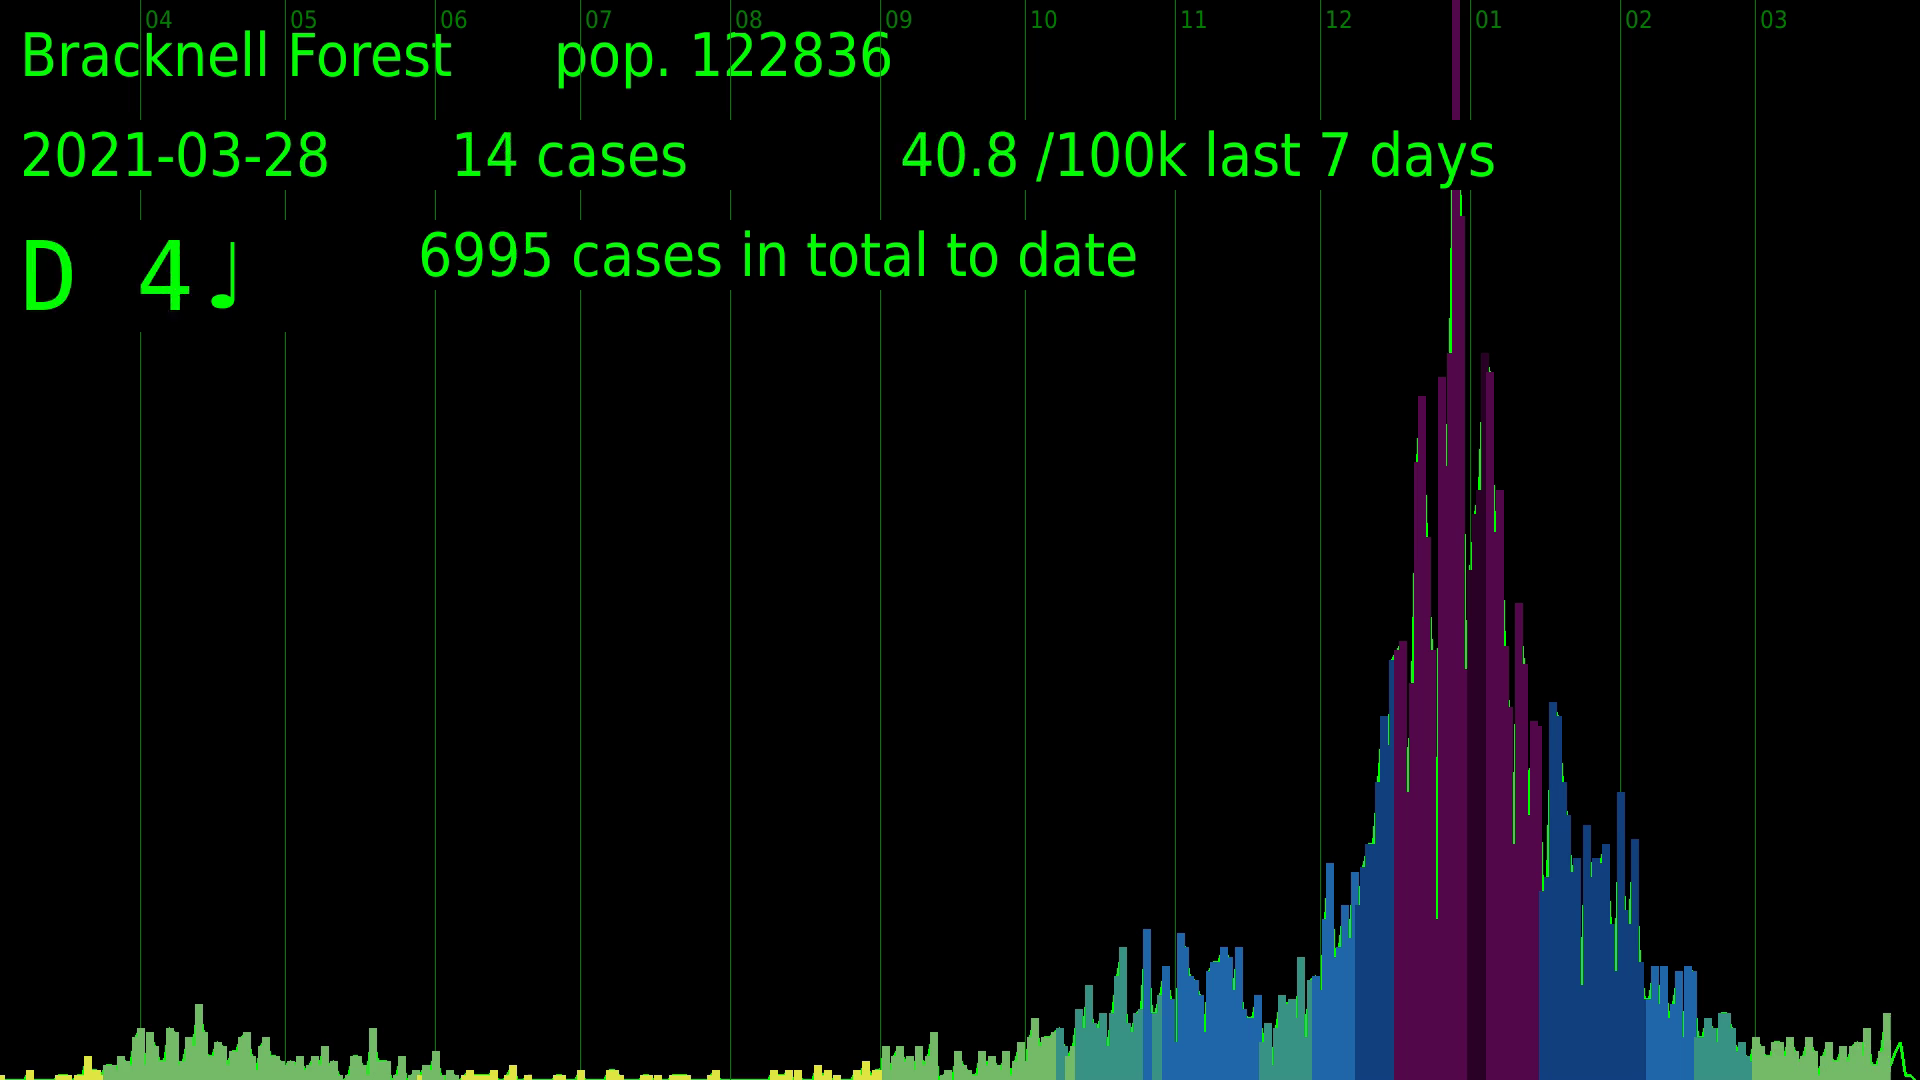 04 05 06 07 08 09 10 11 12 01 02 03
Bracknell Forest pop. 122836
2021-03-28 14 cases 40.8 /100k last 7 days
D 4♩ 6995 cases in total to date